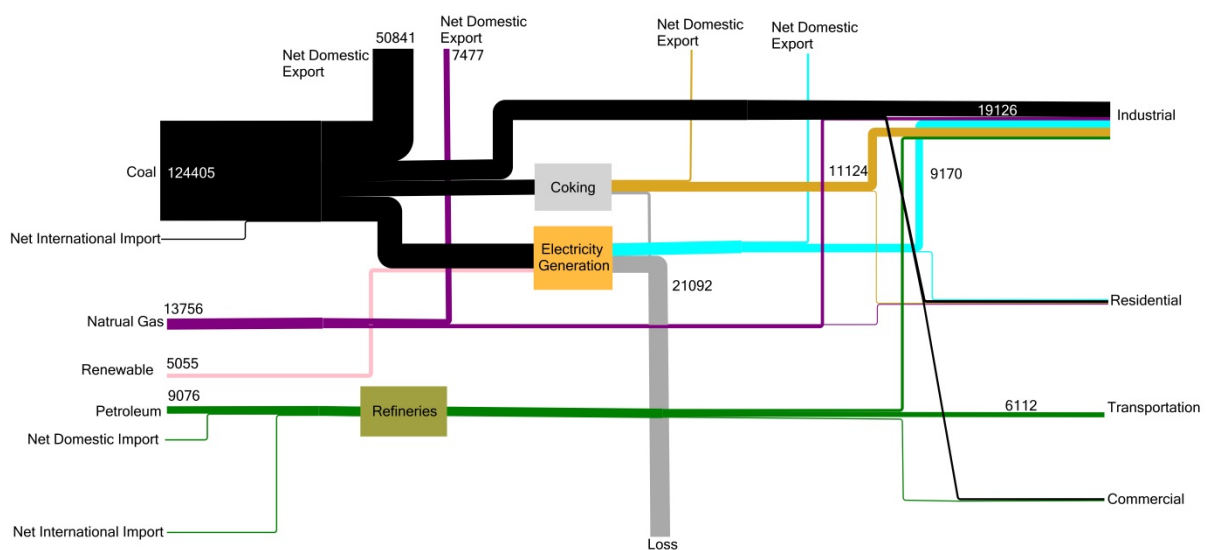 50841
Net Domestic
Export
Net Domestic
Export
7477
Net Domestic
Export
Net Domestic
Export
19126
Industrial
Coal
124405
Coking
11124
9170
Net International Import
Electricity
Generation
21092
Residential
13756
Natrual Gas
5055
Renewable
9076
Petroleum
Refineries
6112
Transportation
Net Domestic Import
Commercial
Net International Import
Loss